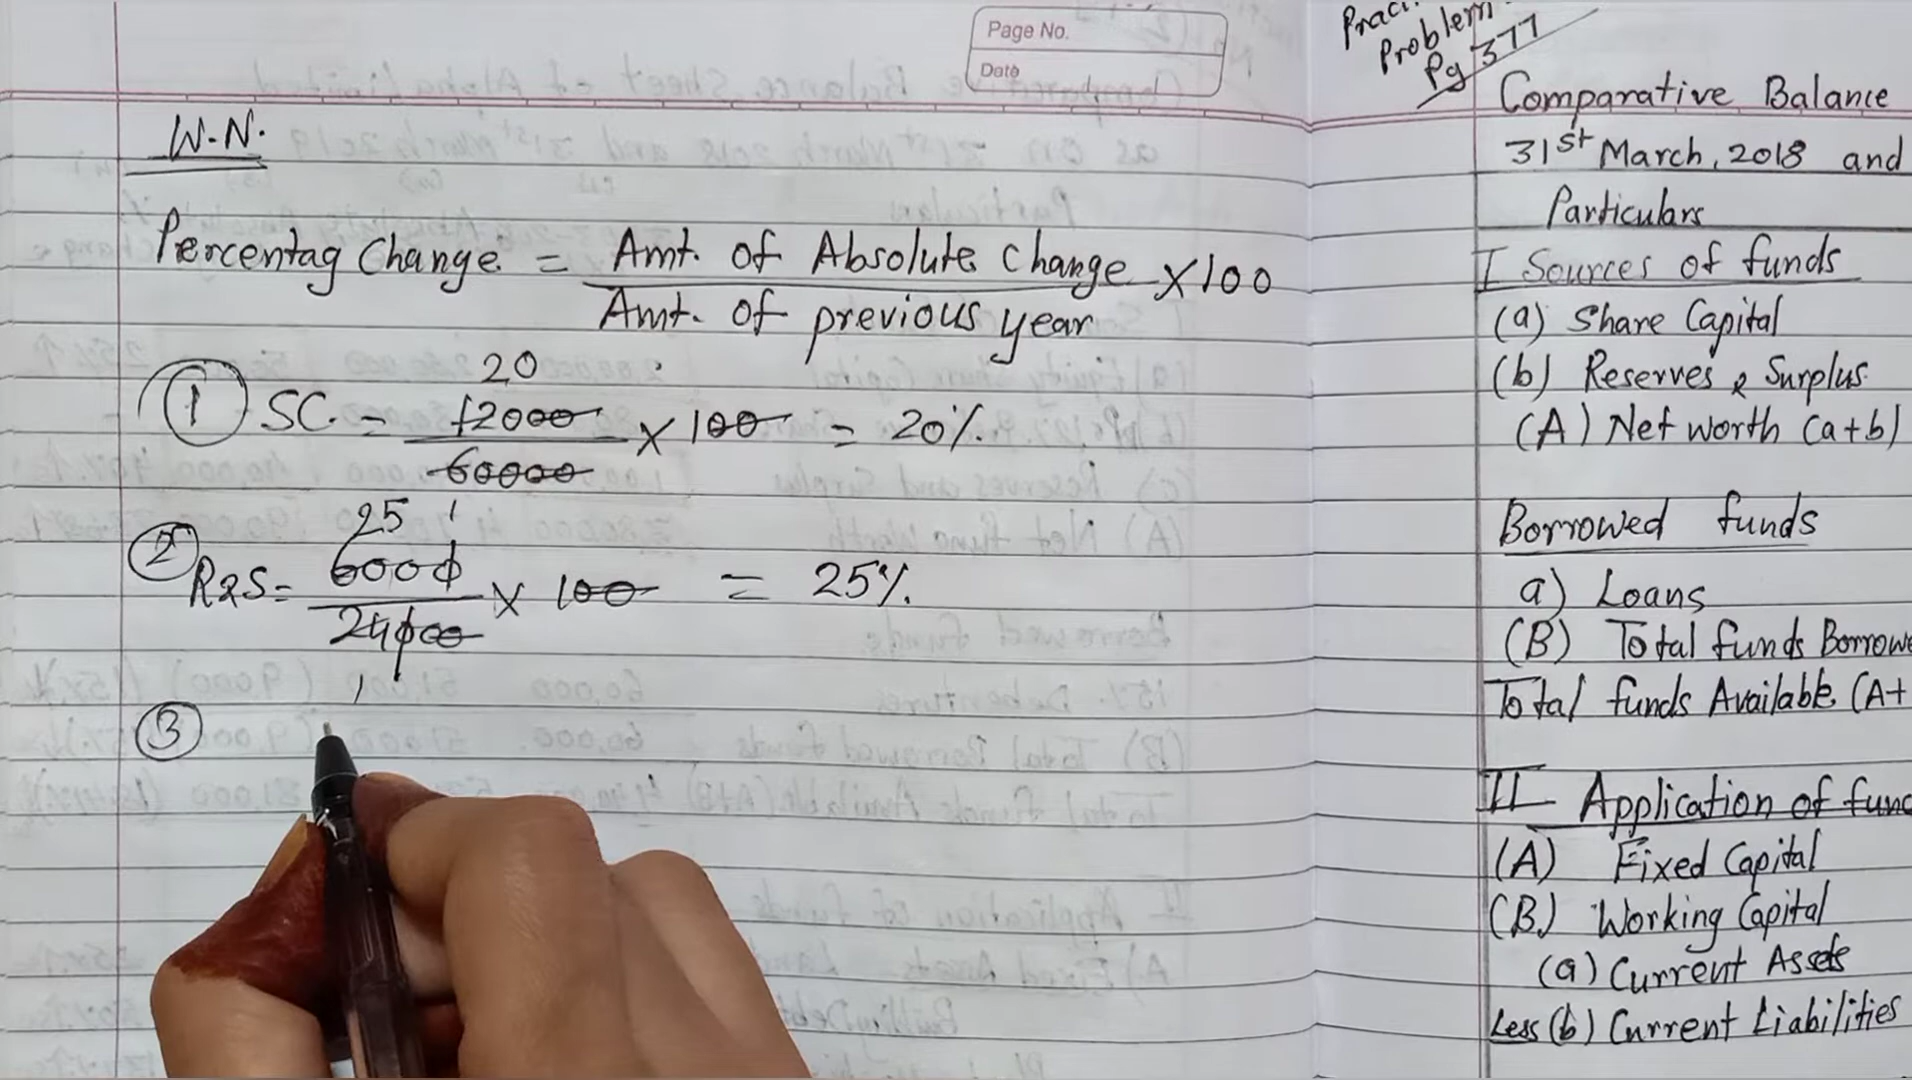 Page No.
Date
W.N.
Percentag Change = Amt. of Absolute change × 100
Amt. of previous year
20
① SC. = 12000 × 100 = 20%.
60000
25 1
② R&S = 6000 × 100 = 25%.
24000
1
③
Problem
Pg 377
Comparative Balance
31st March, 2018 and
Particulars
I Sources of funds
(a) Share Capital
(b) Reserves & Surplus
(A) Net worth (a+b)
Borrowed funds
a) Loans
(B) Total funds Borrowe
Total funds Available (A+
II Application of fund
(A) Fixed Capital
(B) Working Capital
(a) Current Assets
Less (b) Current Liabilities